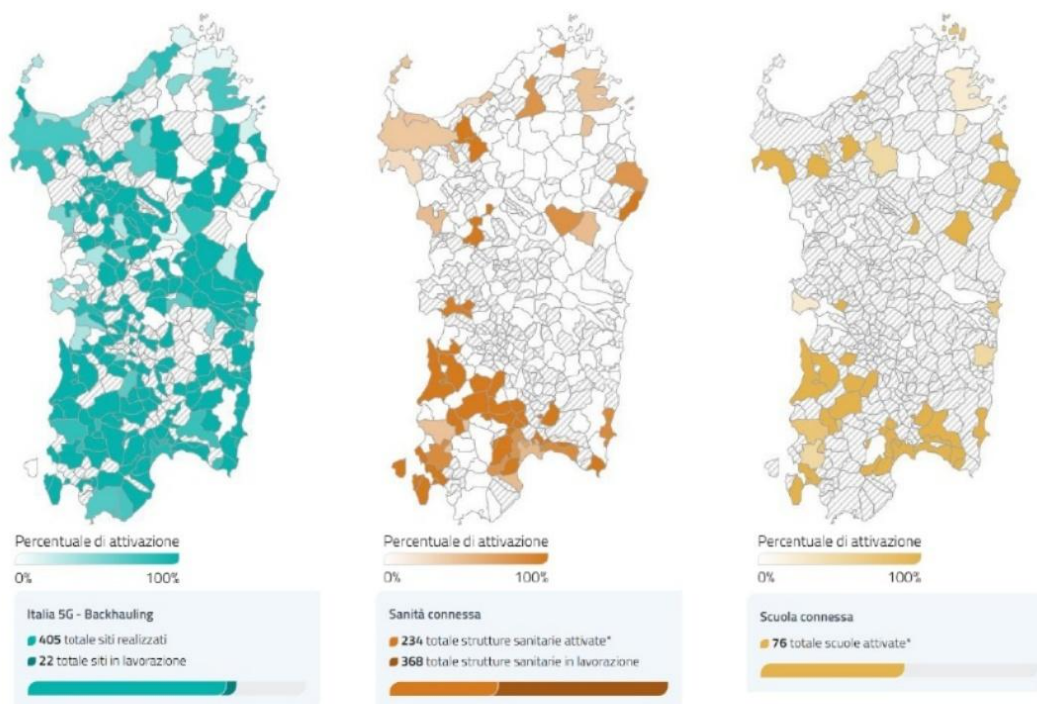 Percentuale di attivazione
0% 100%
Italia 5G - Backhauling
405 totale siti realizzati
22 totale siti in lavorazione
Percentuale di attivazione
0% 100%
Sanità connessa
234 totale strutture sanitarie attivate*
368 totale strutture sanitarie in lavorazione
Percentuale di attivazione
0% 100%
Scuola connessa
76 totale scuole attivate*